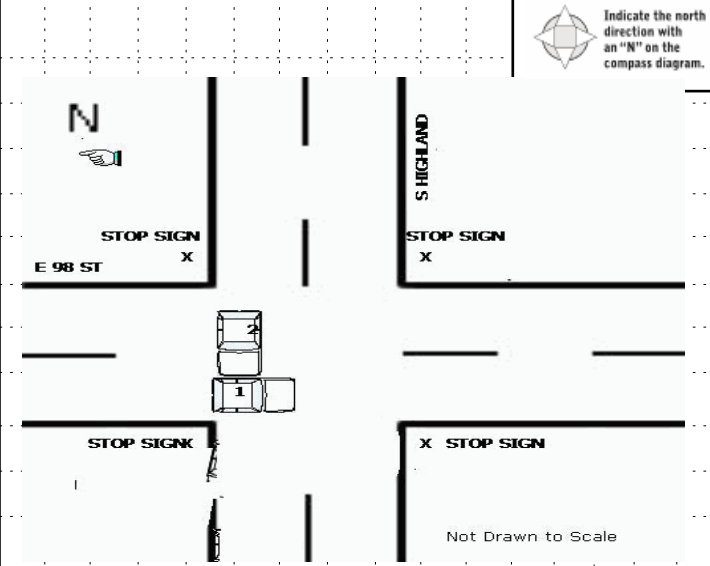 Indicate the north
direction with
an "N" on the
compass diagram.
N
S HIGHLAND
STOP SIGN
X
STOP SIGN
X
E 98 ST
2
1
STOP SIGN X
X STOP SIGN
Not Drawn to Scale